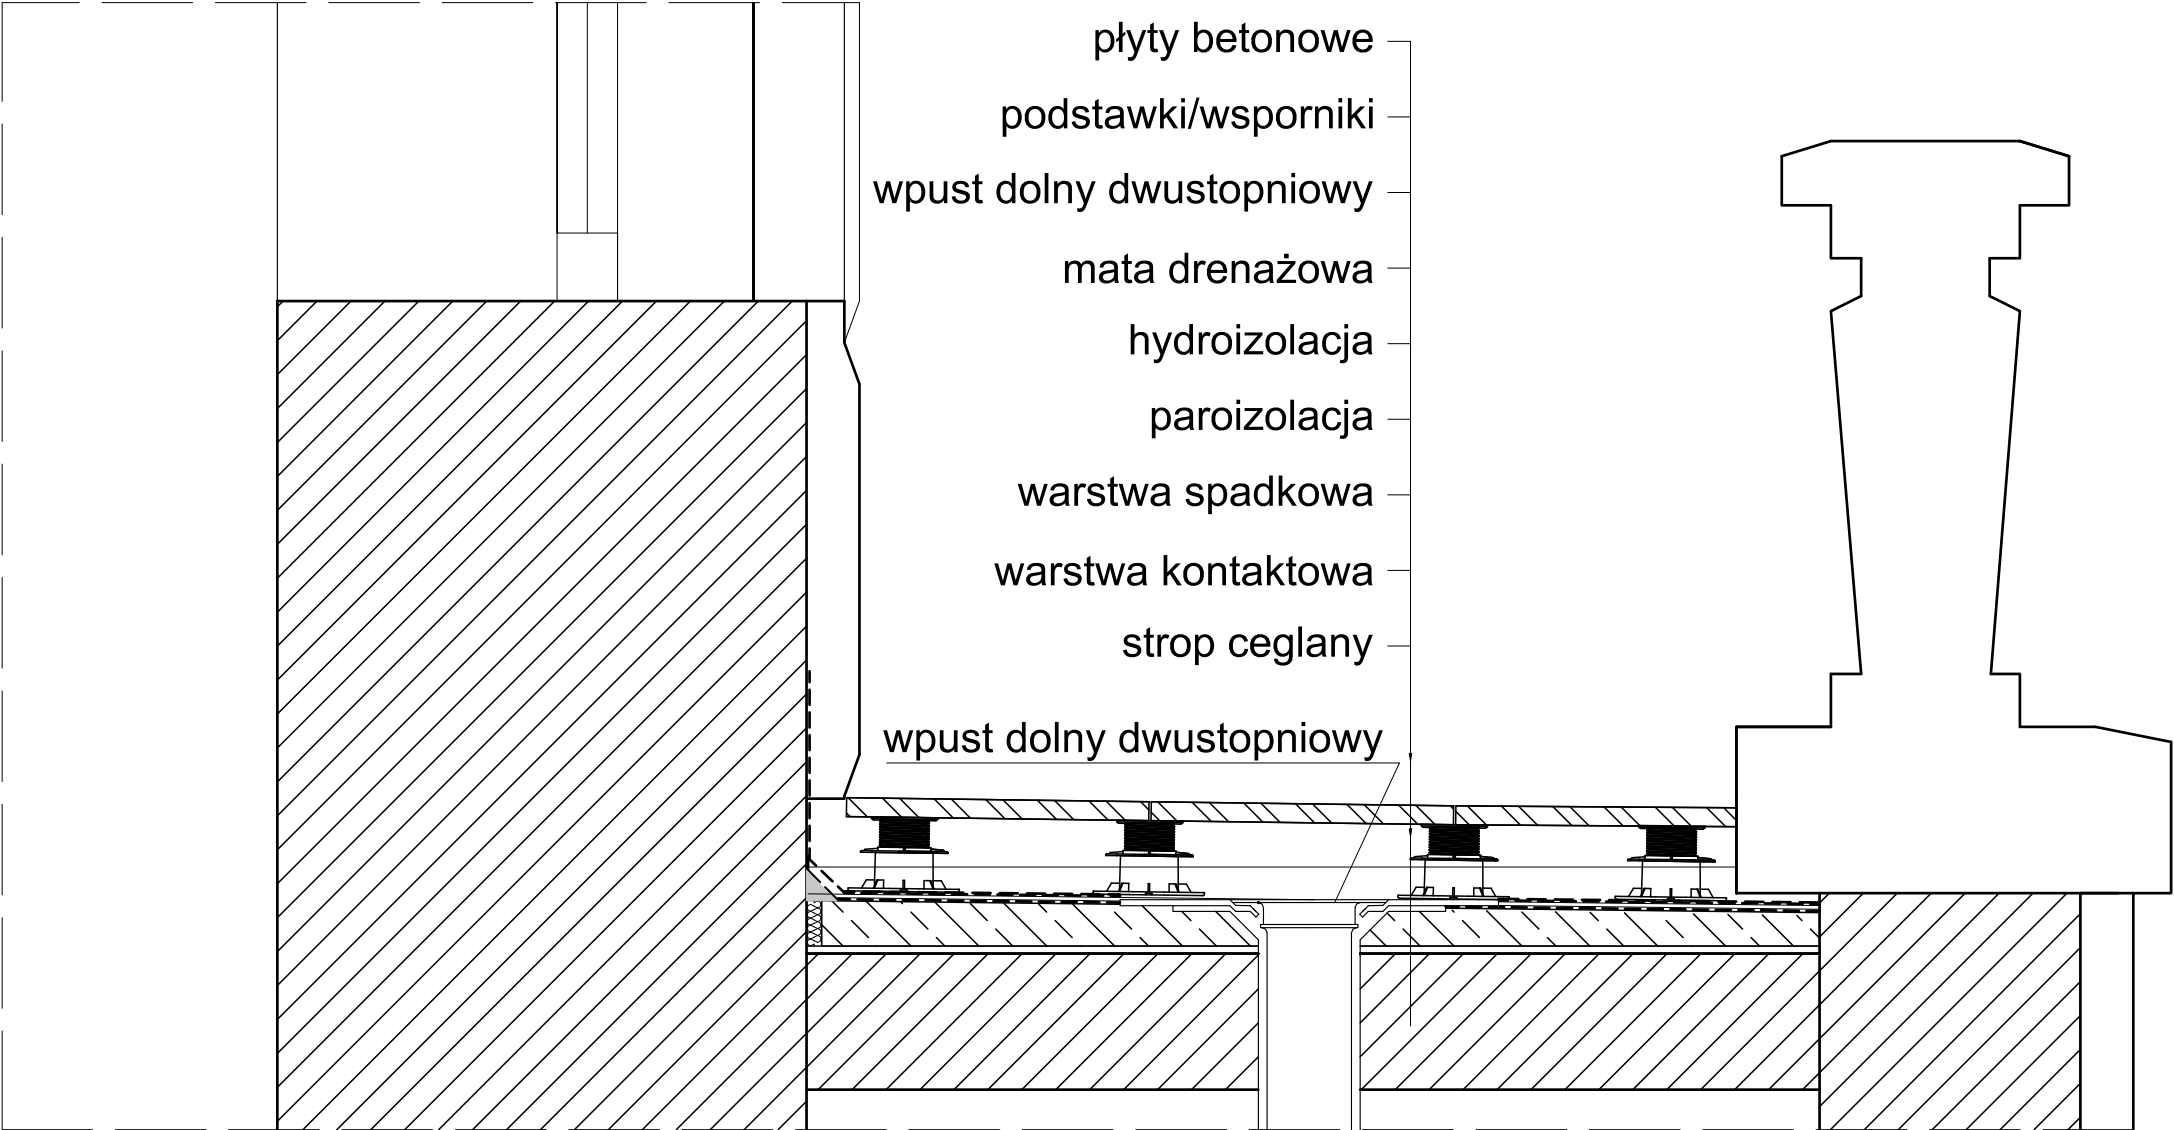 płyty betonowe
podstawki/wsporniki
wpust dolny dwustopniowy
mata drenażowa
hydroizolacja
paroizolacja
warstwa spadkowa
warstwa kontaktowa
strop ceglany
wpust dolny dwustopniowy